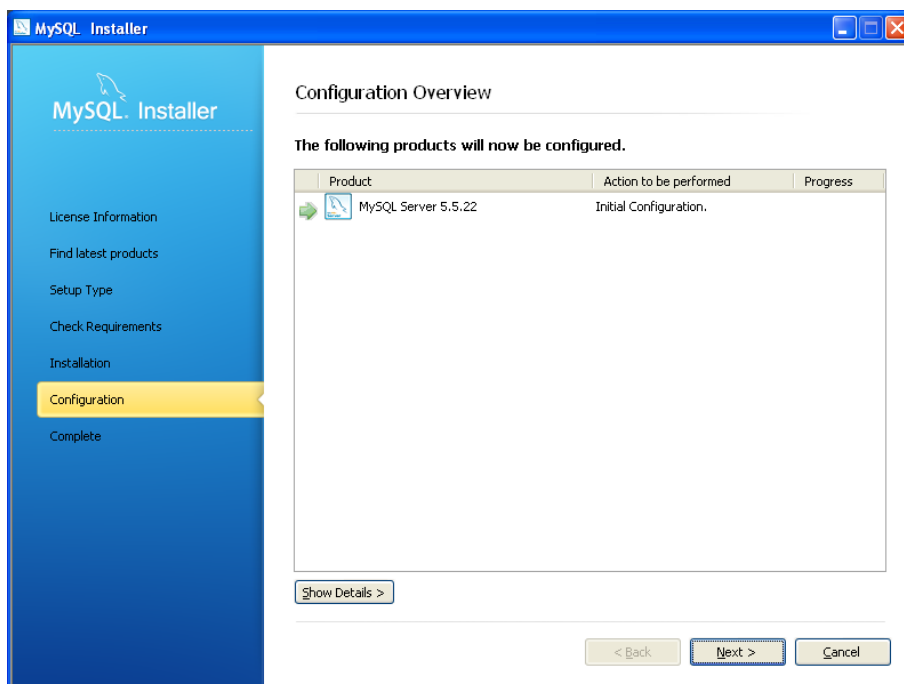 MySQL Installer
MySQL. Installer
License Information
Find latest products
Setup Type
Check Requirements
Installation
Configuration
Complete
Configuration Overview
The following products will now be configured.
Product Action to be performed Progress
MySQL Server 5.5.22 Initial Configuration.
Show Details >
< Back Next > Cancel